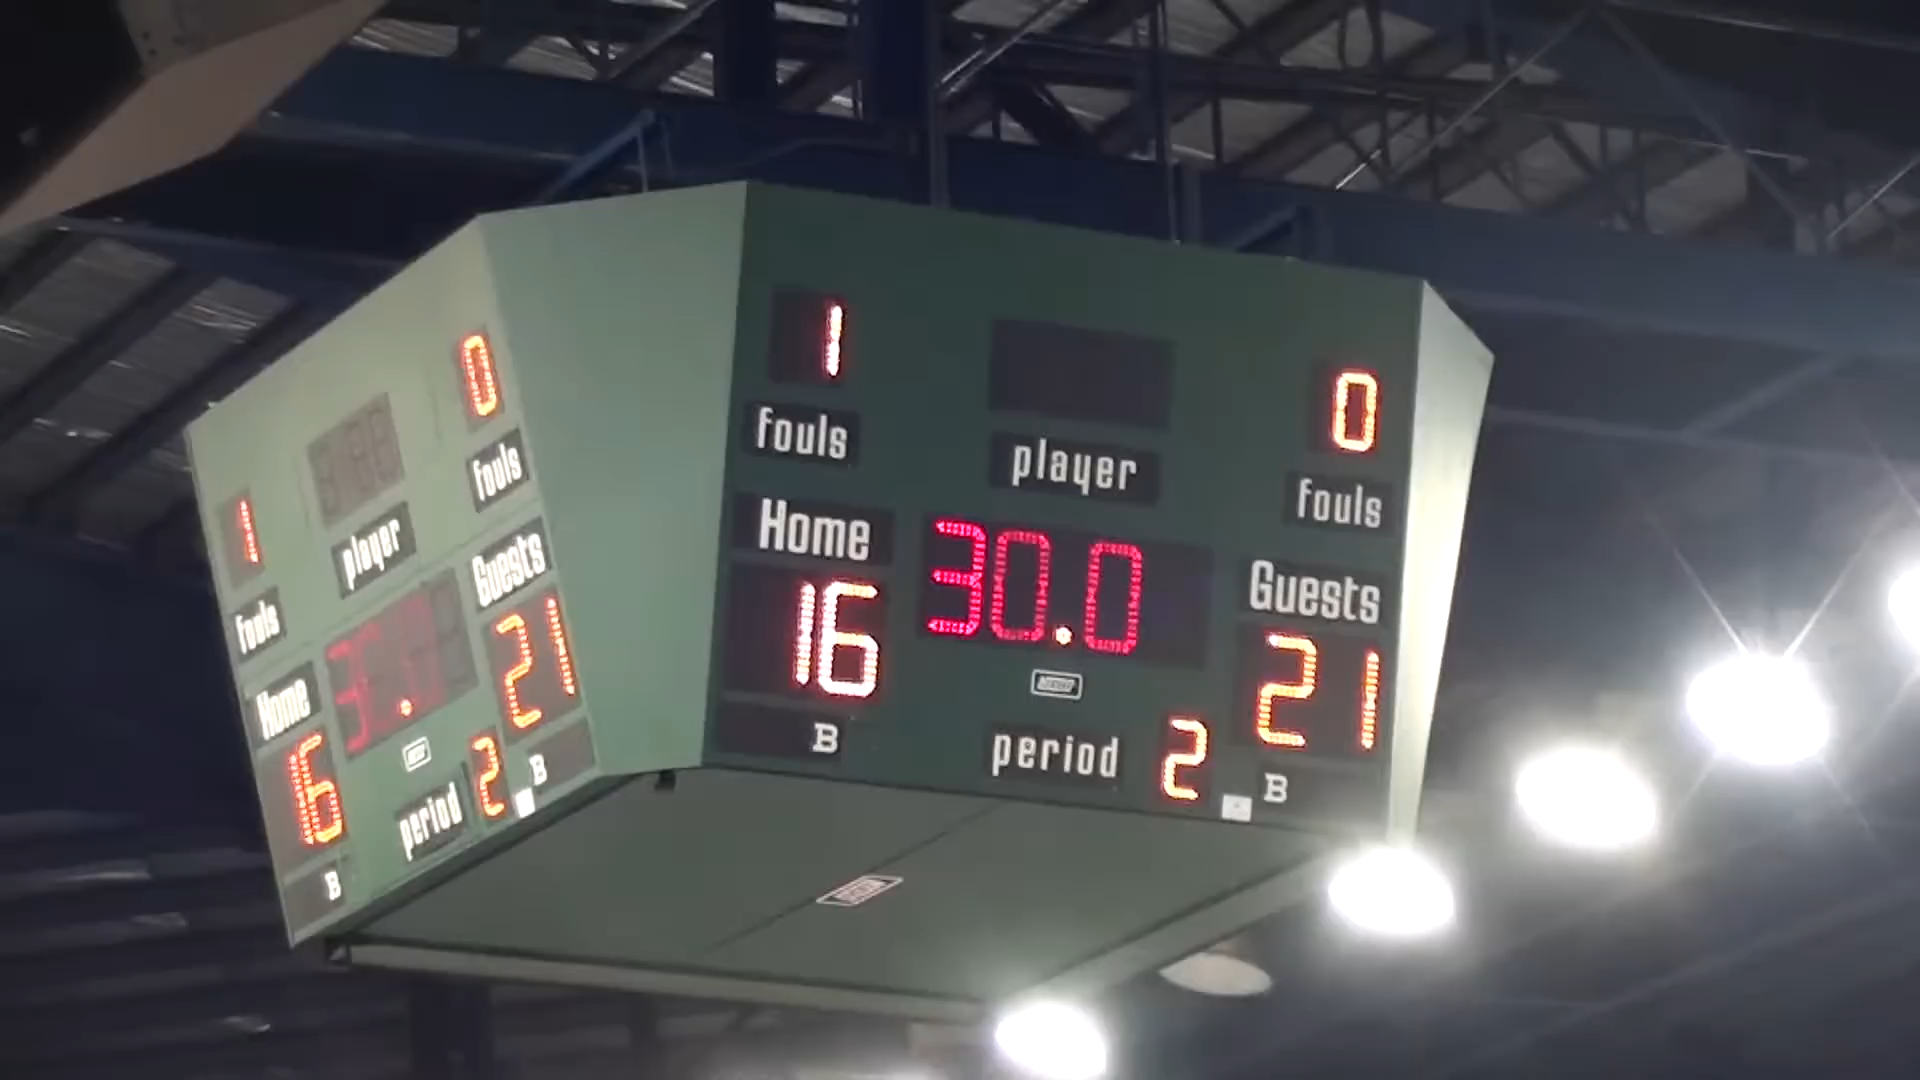 0
fouls
player
1
fouls
Guests
21
Home
16
period 2
B
B
1
0
fouls
player
fouls
Home
30.0
Guests
16
21
B
period 2
B